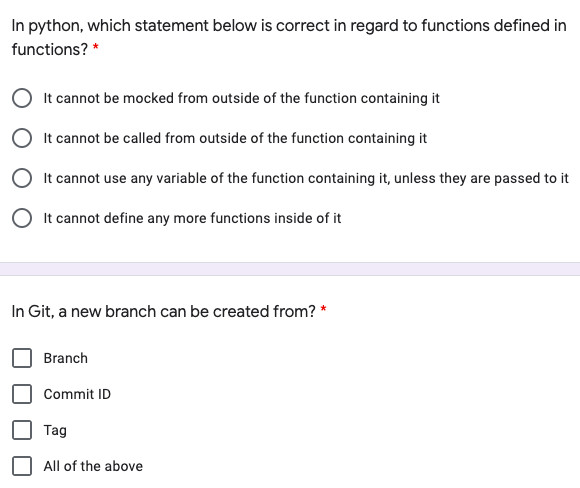 In python, which statement below is correct in regard to functions defined in
functions? *
It cannot be mocked from outside of the function containing it
It cannot be called from outside of the function containing it
It cannot use any variable of the function containing it, unless they are passed to it
It cannot define any more functions inside of it
In Git, a new branch can be created from? *
Branch
Commit ID
Tag
All of the above